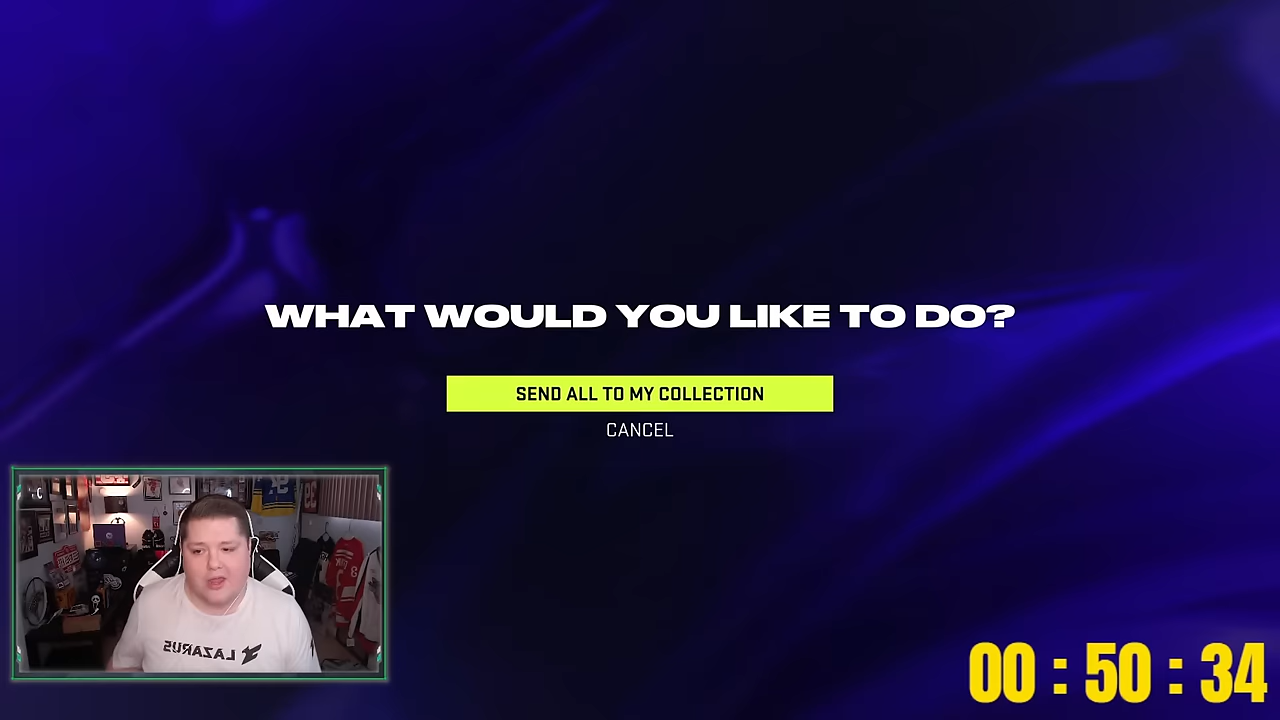 WHAT WOULD YOU LIKE TO DO?
SEND ALL TO MY COLLECTION
CANCEL
LAZARUS
00 : 50 : 34